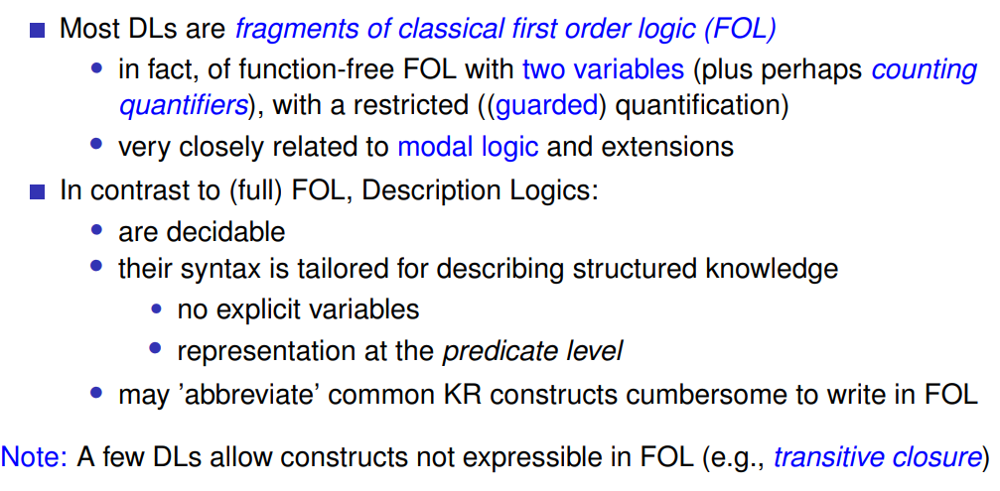 Most DLs are fragments of classical first order logic (FOL)
in fact, of function-free FOL with two variables (plus perhaps counting
quantifiers), with a restricted ((guarded) quantification)
very closely related to modal logic and extensions
In contrast to (full) FOL, Description Logics:
are decidable
their syntax is tailored for describing structured knowledge
no explicit variables
representation at the predicate level
may 'abbreviate' common KR constructs cumbersome to write in FOL
Note: A few DLs allow constructs not expressible in FOL (e.g., transitive closure)